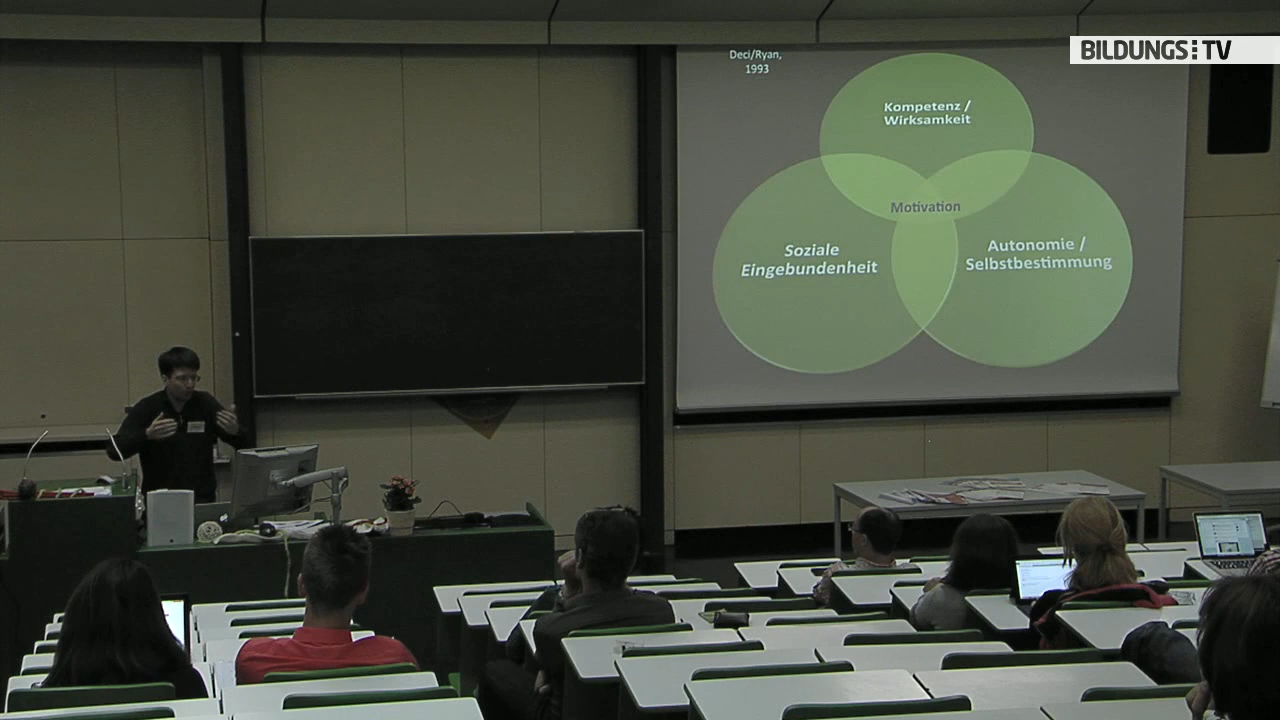 BILDUNGS:TV
Deci/Ryan,
1993
Kompetenz /
Wirksamkeit
Motivation
Soziale
Eingebundenheit
Autonomie /
Selbstbestimmung